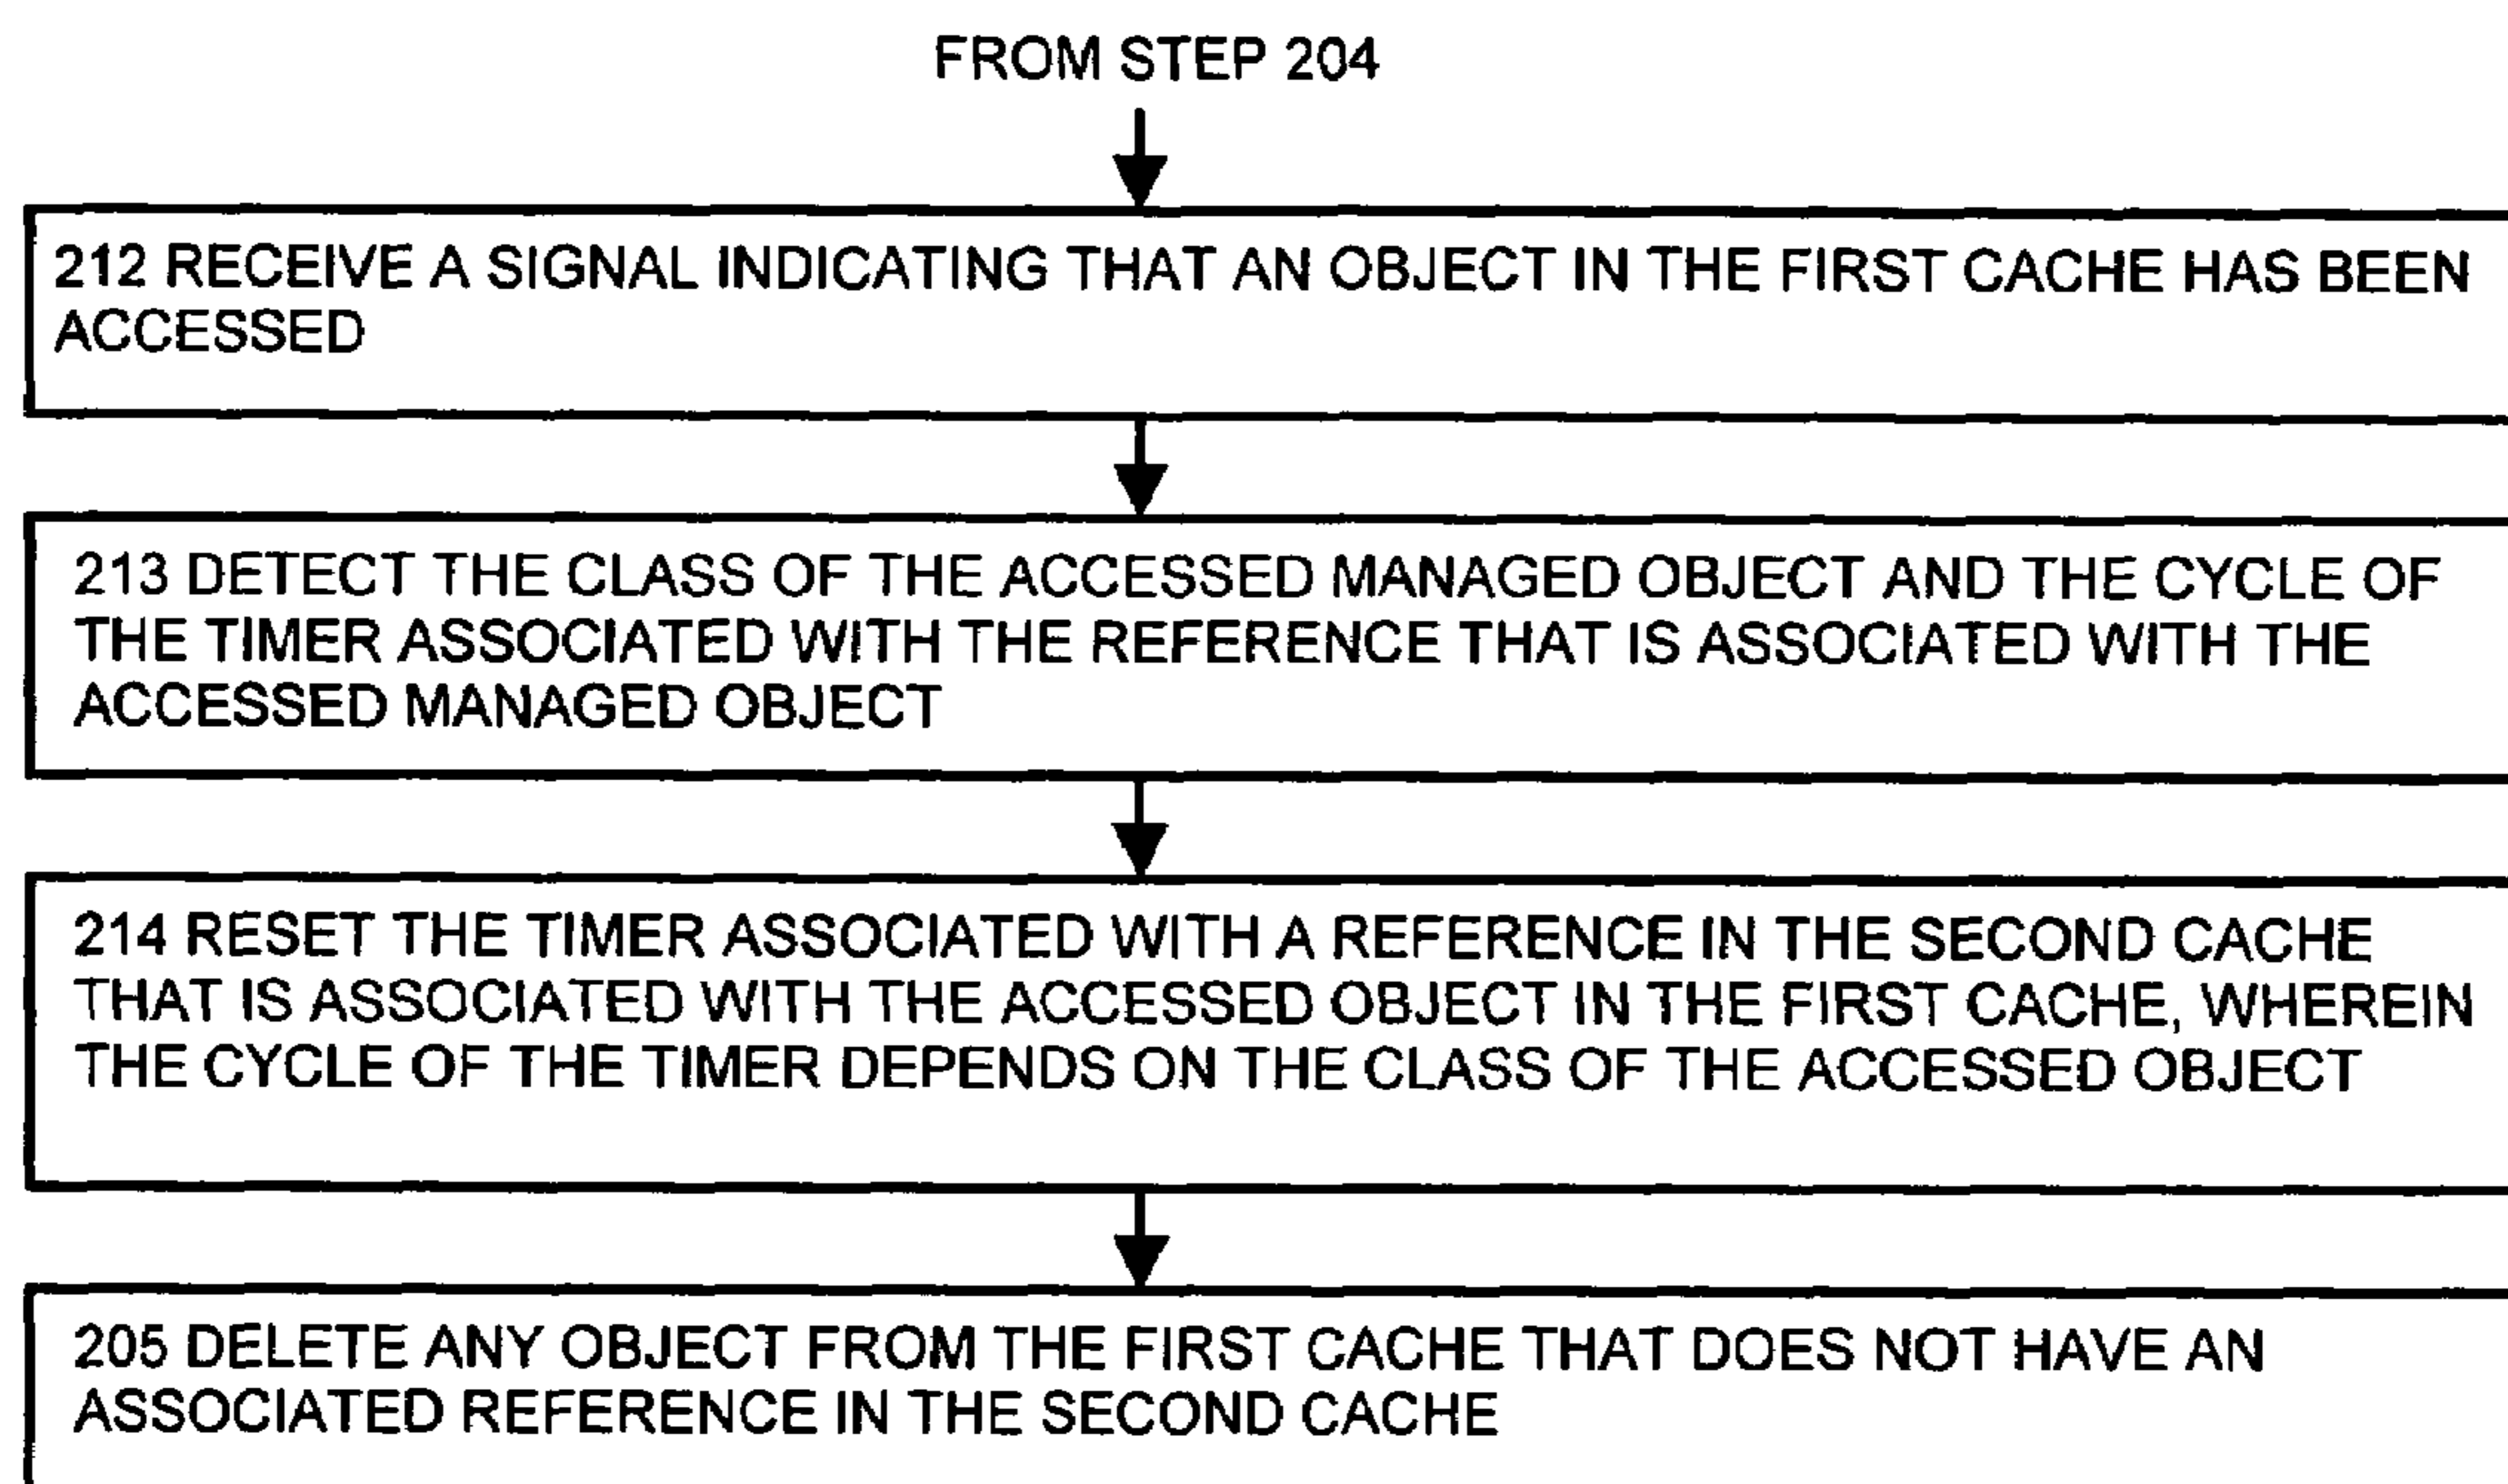 FROM STEP 204
212 RECEIVE A SIGNAL INDICATING THAT AN OBJECT IN THE FIRST CACHE HAS BEEN
ACCESSED
213 DETECT THE CLASS OF THE ACCESSED MANAGED OBJECT AND THE CYCLE OF
THE TIMER ASSOCIATED WITH THE REFERENCE THAT IS ASSOCIATED WITH THE
ACCESSED MANAGED OBJECT
214 RESET THE TIMER ASSOCIATED WITH A REFERENCE IN THE SECOND CACHE
THAT IS ASSOCIATED WITH THE ACCESSED OBJECT IN THE FIRST CACHE, WHEREIN
THE CYCLE OF THE TIMER DEPENDS ON THE CLASS OF THE ACCESSED OBJECT
205 DELETE ANY OBJECT FROM THE FIRST CACHE THAT DOES NOT HAVE AN
ASSOCIATED REFERENCE IN THE SECOND CACHE